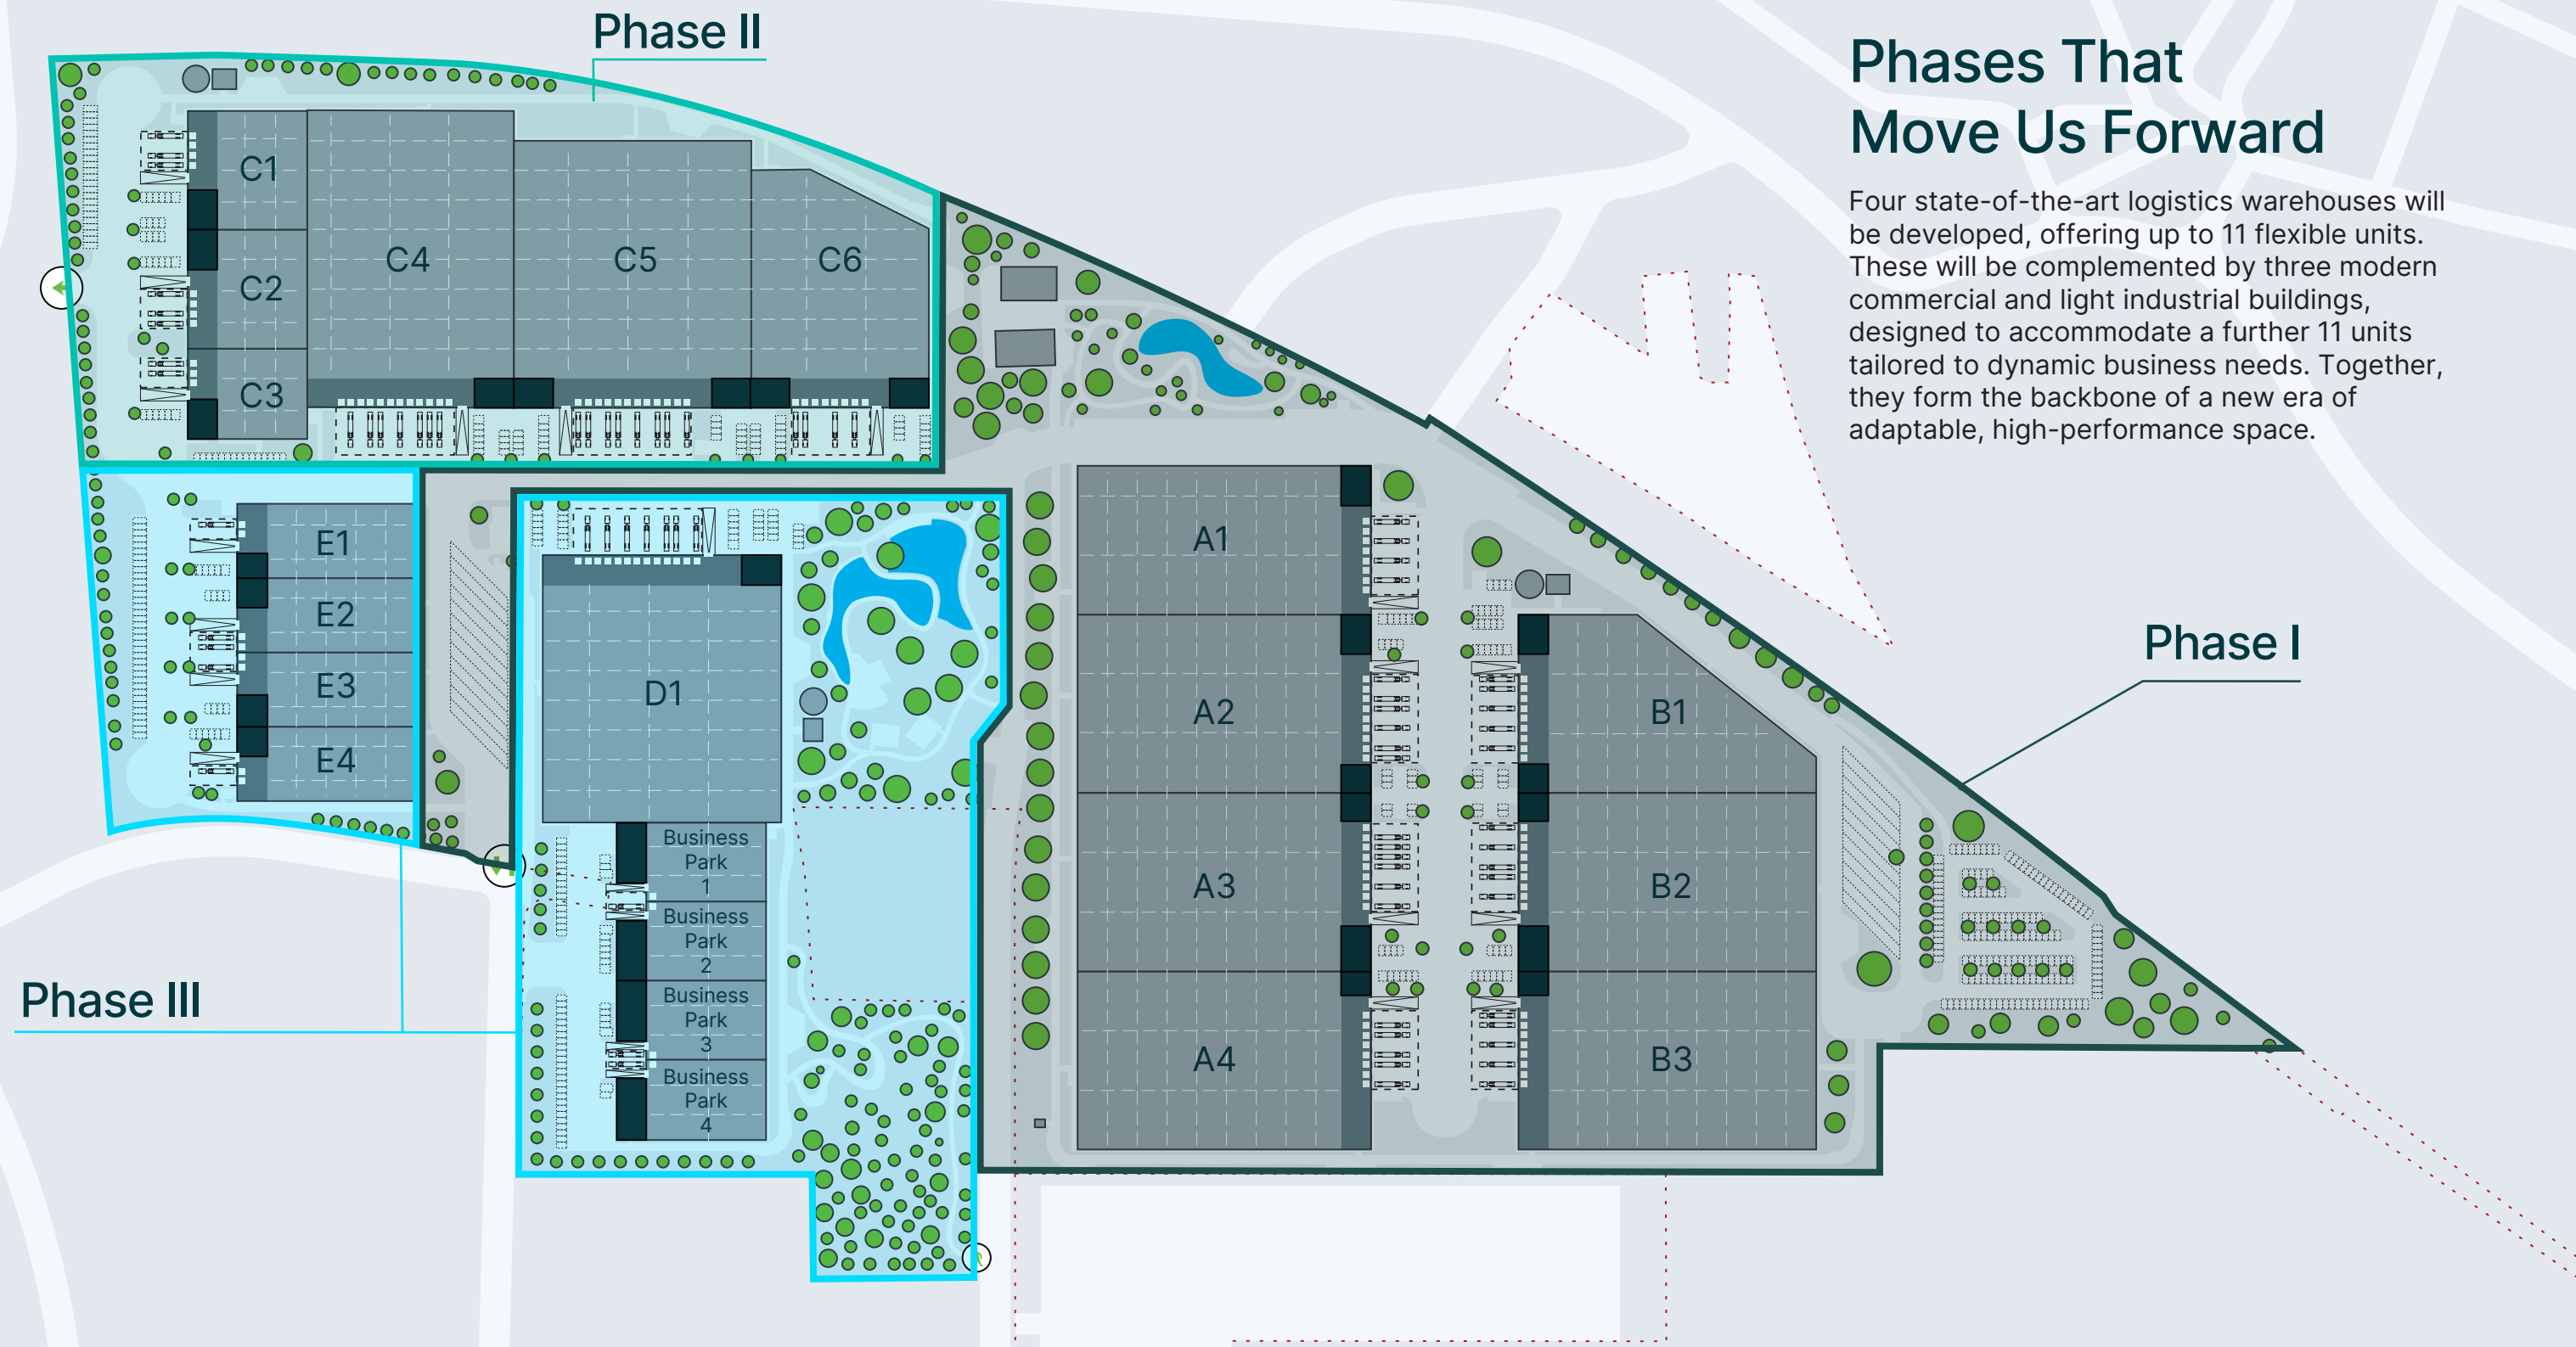 Phase II
Phases That
Move Us Forward
Four state-of-the-art logistics warehouses will
be developed, offering up to 11 flexible units.
These will be complemented by three modern
commercial and light industrial buildings,
designed to accommodate a further 11 units
tailored to dynamic business needs. Together,
they form the backbone of a new era of
adaptable, high-performance space.
C1
C2
C3
C4
C5
C6
E1
E2
E3
E4
D1
Business
Park
1
Business
Park
2
Business
Park
3
Business
Park
4
A1
A2
A3
A4
B1
B2
B3
Phase I
Phase III